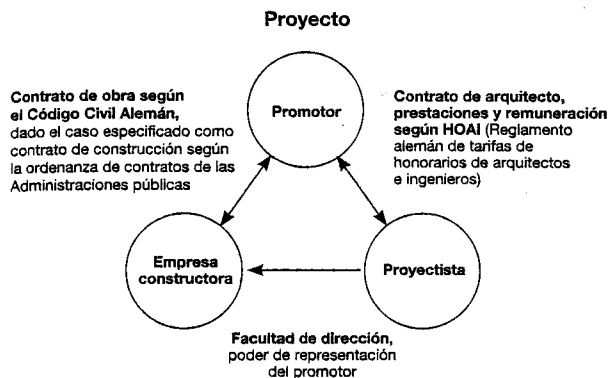 Proyecto
Contrato de obra según
el Código Civil Alemán,
dado el caso especificado como
contrato de construcción según
la ordenanza de contratos de las
Administraciones públicas
Promotor
Contrato de arquitecto,
prestaciones y remuneración
según HOAI (Reglamento
alemán de tarifas de
honorarios de arquitectos
e ingenieros)
Empresa
constructora
Proyectista
Facultad de dirección,
poder de representación
del promotor